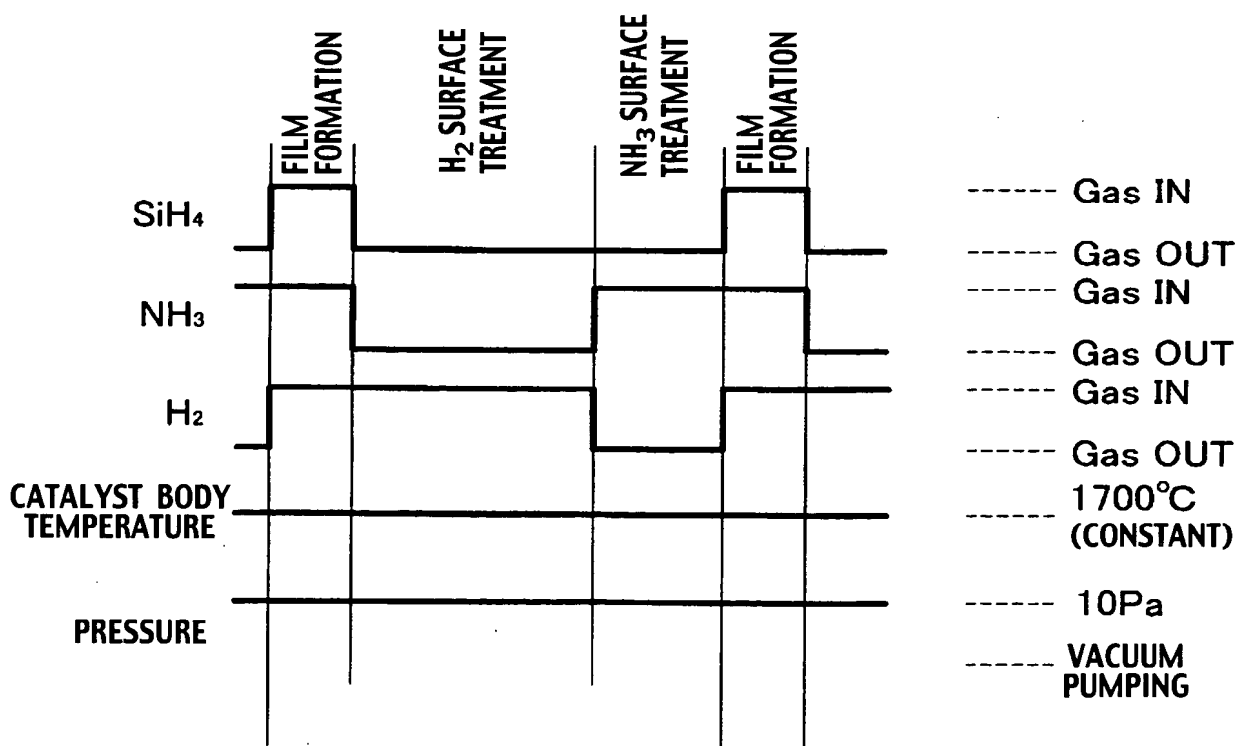 FILM
FORMATION
H₂ SURFACE
TREATMENT
NH₃ SURFACE
TREATMENT
FILM
FORMATION
SiH₄
Gas IN
Gas OUT
NH₃
Gas IN
Gas OUT
H₂
Gas IN
Gas OUT
CATALYST BODY
TEMPERATURE
1700°C
(CONSTANT)
PRESSURE
10Pa
VACUUM
PUMPING